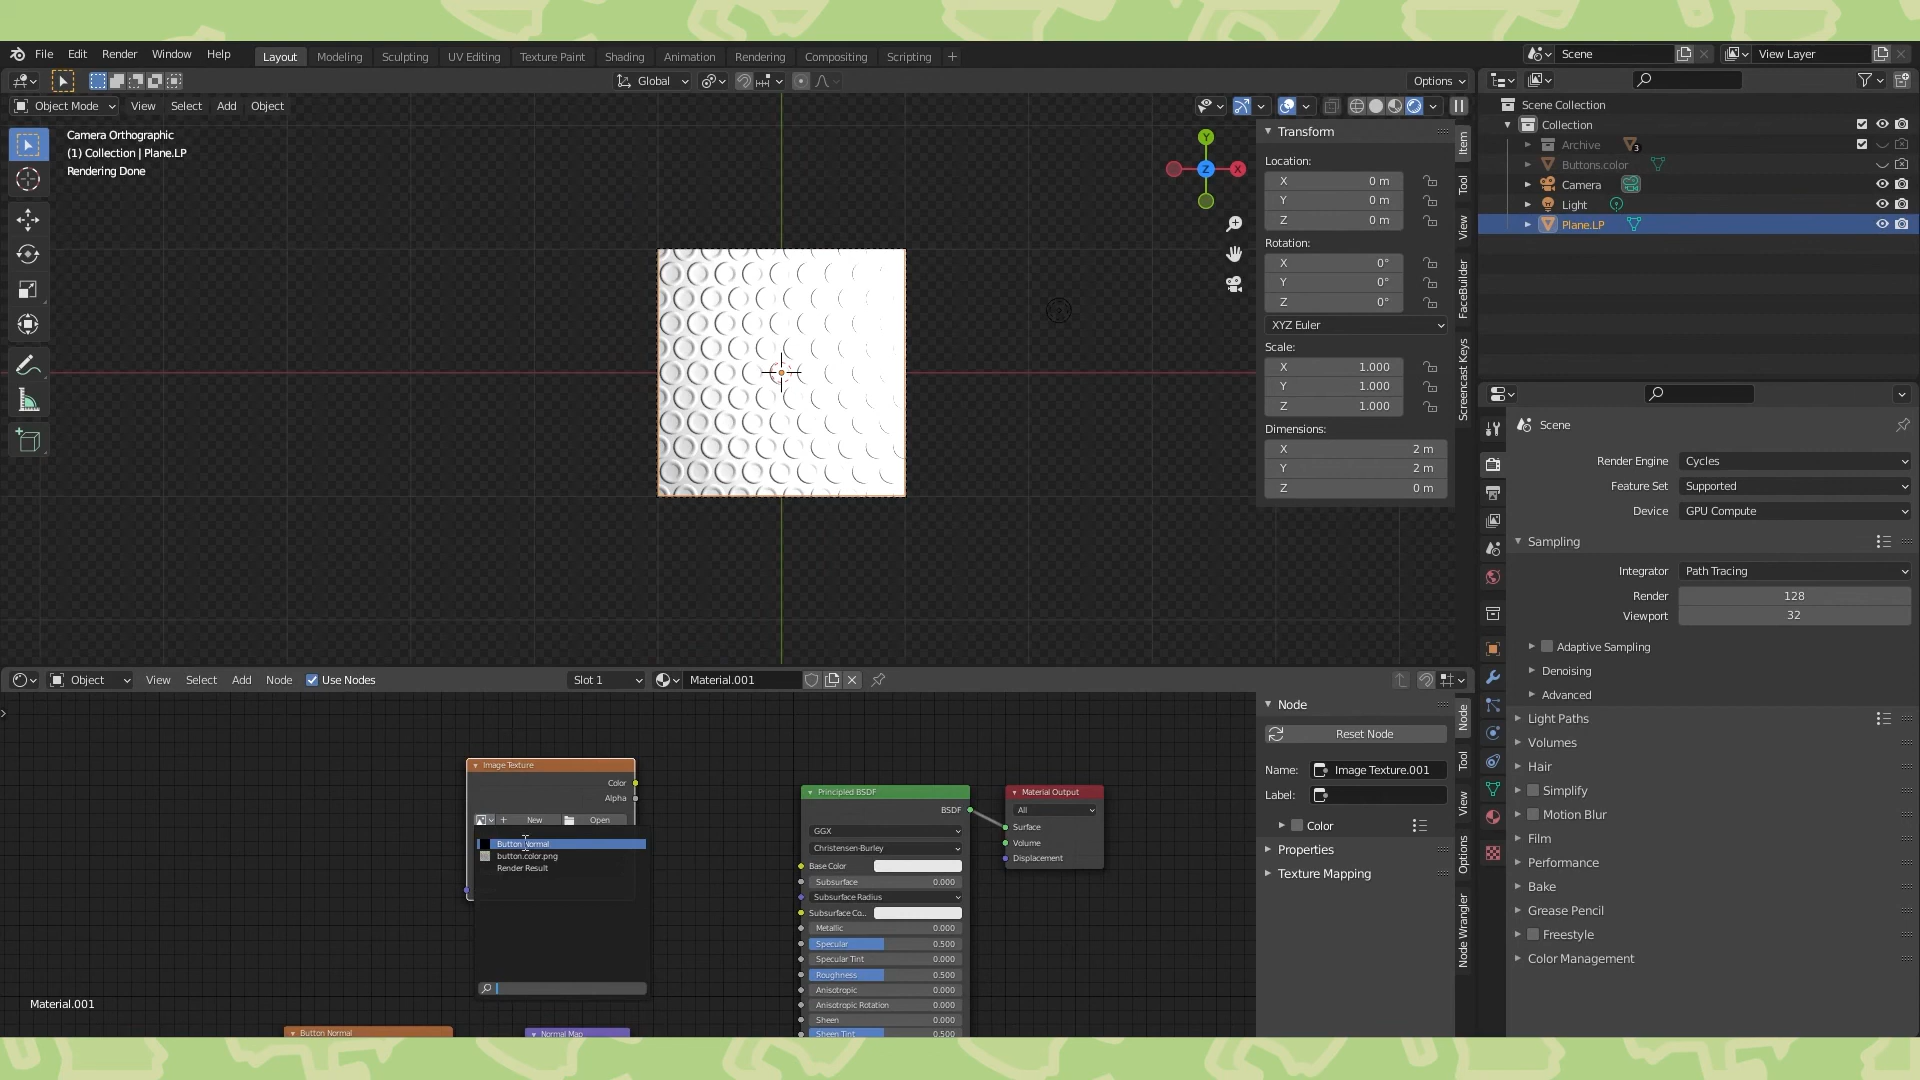 File Edit Render Window Help Layout Modeling Sculpting UV Editing Texture Paint Shading Animation Rendering Compositing Scripting + Scene View Layer
Global Options
Object Mode View Select Add Object
Camera Orthographic
(1) Collection | Plane.LP
Rendering Done
Y
Z X
Transform
Location:
X 0 m
Y 0 m
Z 0 m
Rotation:
X 0°
Y 0°
Z 0°
XYZ Euler
Scale:
X 1.000
Y 1.000
Z 1.000
Dimensions:
X 2 m
Y 2 m
Z 0 m
Item
Tool
View
FaceBuilder
Screencast Keys
Scene Collection
Collection
Archive 3
Buttons.color
Camera
Light
Plane.LP
Scene
Render Engine Cycles
Feature Set Supported
Device GPU Compute
Sampling
Integrator Path Tracing
Render 128
Viewport 32
Adaptive Sampling
Denoising
Advanced
Light Paths
Volumes
Hair
Simplify
Motion Blur
Film
Performance
Bake
Grease Pencil
Freestyle
Color Management
Object View Select Add Node Use Nodes Slot 1 Material.001
Image Texture
Color
Alpha
New Open
Button Normal
button.color.png
Render Result
Button Normal
Normal Map
Material.001
Principled BSDF
BSDF
GGX
Christensen-Burley
Base Color
Subsurface 0.000
Subsurface Radius
Subsurface Co...
Metallic 0.000
Specular 0.500
Specular Tint 0.000
Roughness 0.500
Anisotropic 0.000
Anisotropic Rotation 0.000
Sheen 0.000
Sheen Tint 0.500
Material Output
All
Surface
Volume
Displacement
Node
Reset Node
Name: Image Texture.001
Label:
Color
Properties
Texture Mapping
Node
Tool
View
Options
Node Wrangler